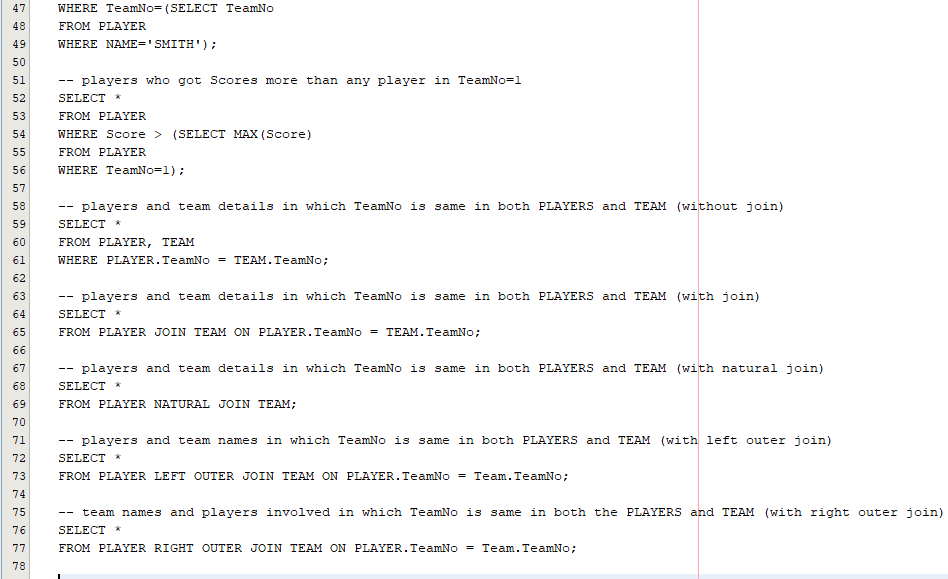 47 WHERE TeamNo=(SELECT TeamNo
48 FROM PLAYER
49 WHERE NAME='SMITH');
50
51 -- players who got Scores more than any player in TeamNo=1
52 SELECT *
53 FROM PLAYER
54 WHERE Score > (SELECT MAX(Score)
55 FROM PLAYER
56 WHERE TeamNo=1);
57
58 -- players and team details in which TeamNo is same in both PLAYERS and TEAM (without join)
59 SELECT *
60 FROM PLAYER, TEAM
61 WHERE PLAYER.TeamNo = TEAM.TeamNo;
62
63 -- players and team details in which TeamNo is same in both PLAYERS and TEAM (with join)
64 SELECT *
65 FROM PLAYER JOIN TEAM ON PLAYER.TeamNo = TEAM.TeamNo;
66
67 -- players and team details in which TeamNo is same in both PLAYERS and TEAM (with natural join)
68 SELECT *
69 FROM PLAYER NATURAL JOIN TEAM;
70
71 -- players and team names in which TeamNo is same in both PLAYERS and TEAM (with left outer join)
72 SELECT *
73 FROM PLAYER LEFT OUTER JOIN TEAM ON PLAYER.TeamNo = Team.TeamNo;
74
75 -- team names and players involved in which TeamNo is same in both the PLAYERS and TEAM (with right outer join)
76 SELECT *
77 FROM PLAYER RIGHT OUTER JOIN TEAM ON PLAYER.TeamNo = Team.TeamNo;
78